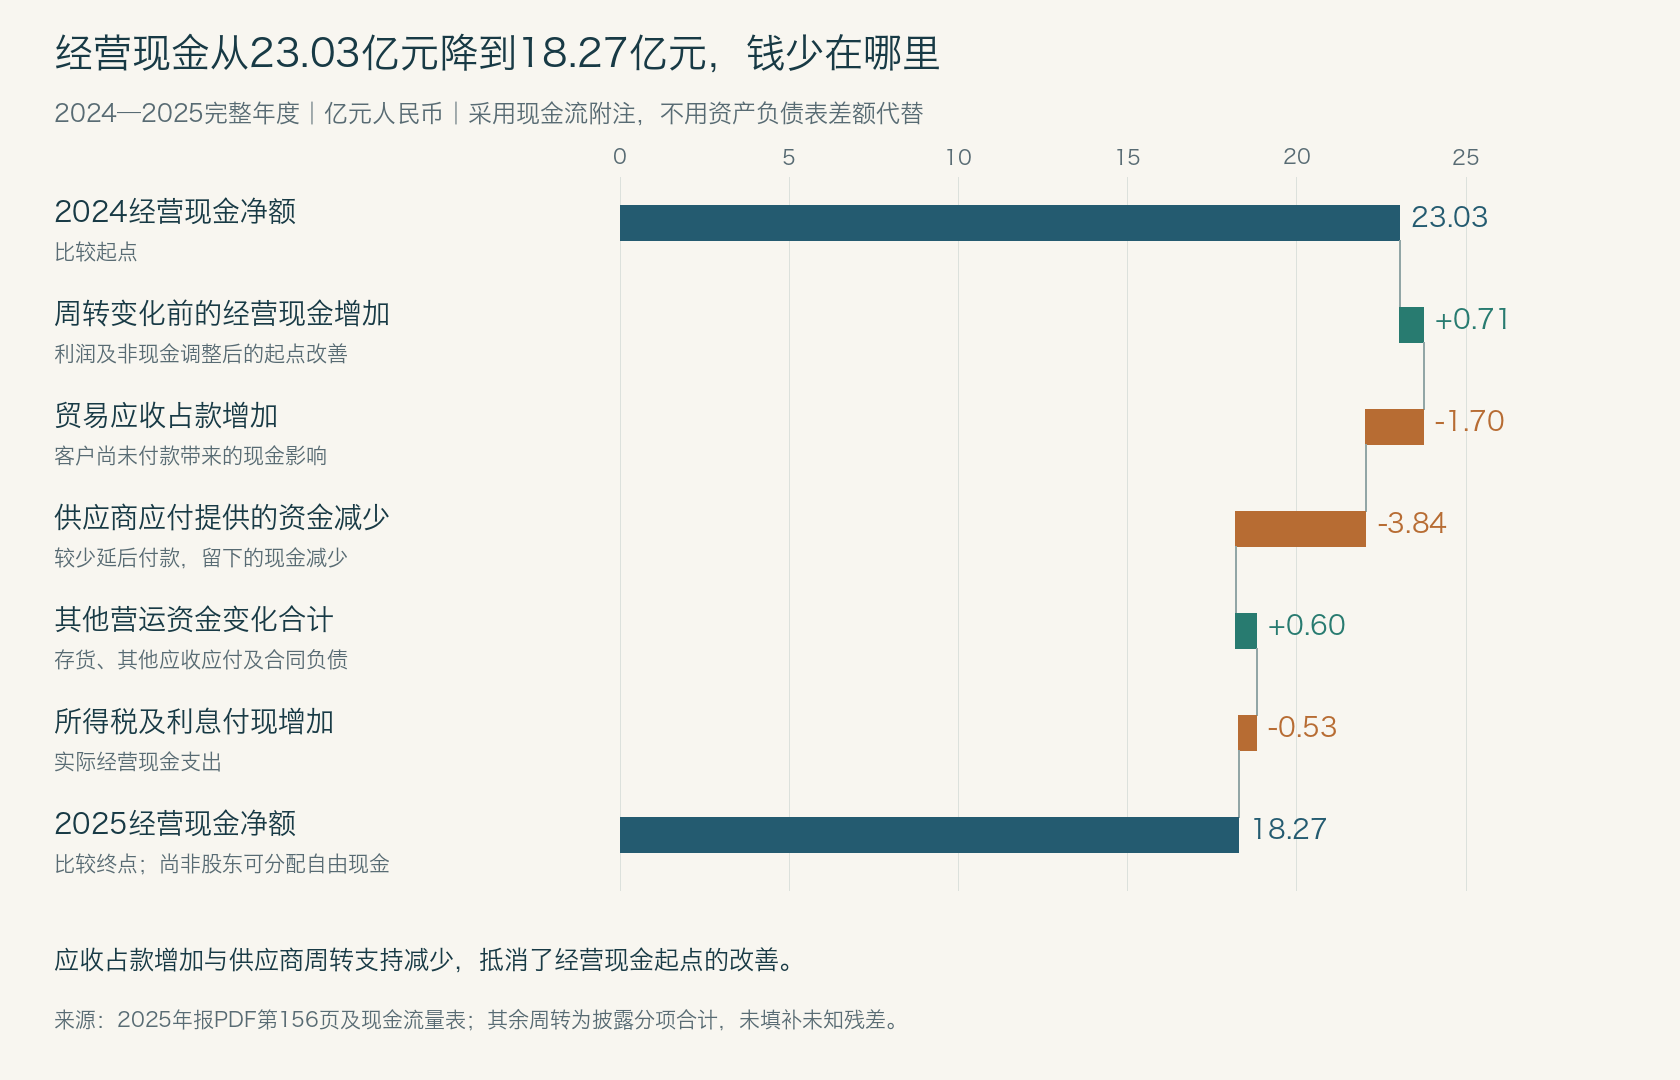 经营现金从23.03亿元降到18.27亿元，钱少在哪里
2024—2025完整年度｜亿元人民币｜采用现金流附注，不用资产负债表差额代替
0 5 10 15 20 25
2024经营现金净额
23.03
比较起点
周转变化前的经营现金增加
+0.71
利润及非现金调整后的起点改善
贸易应收占款增加
-1.70
客户尚未付款带来的现金影响
供应商应付提供的资金减少
-3.84
较少延后付款，留下的现金减少
其他营运资金变化合计
+0.60
存货、其他应收应付及合同负债
所得税及利息付现增加
-0.53
实际经营现金支出
2025经营现金净额
18.27
比较终点；尚非股东可分配自由现金
应收占款增加与供应商周转支持减少，抵消了经营现金起点的改善。
来源：2025年报PDF第156页及现金流量表；其余周转为披露分项合计，未填补未知残差。